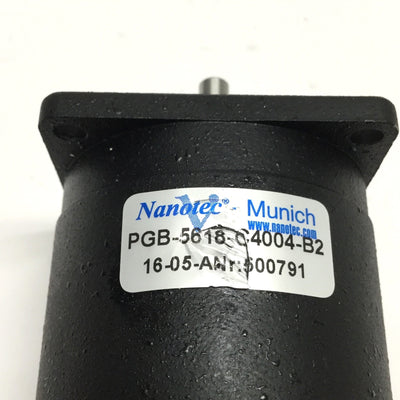 Nanotec® - Munich
www.nanotec.com
PGB-5618-C4004-B2
16-05-ANr:500791